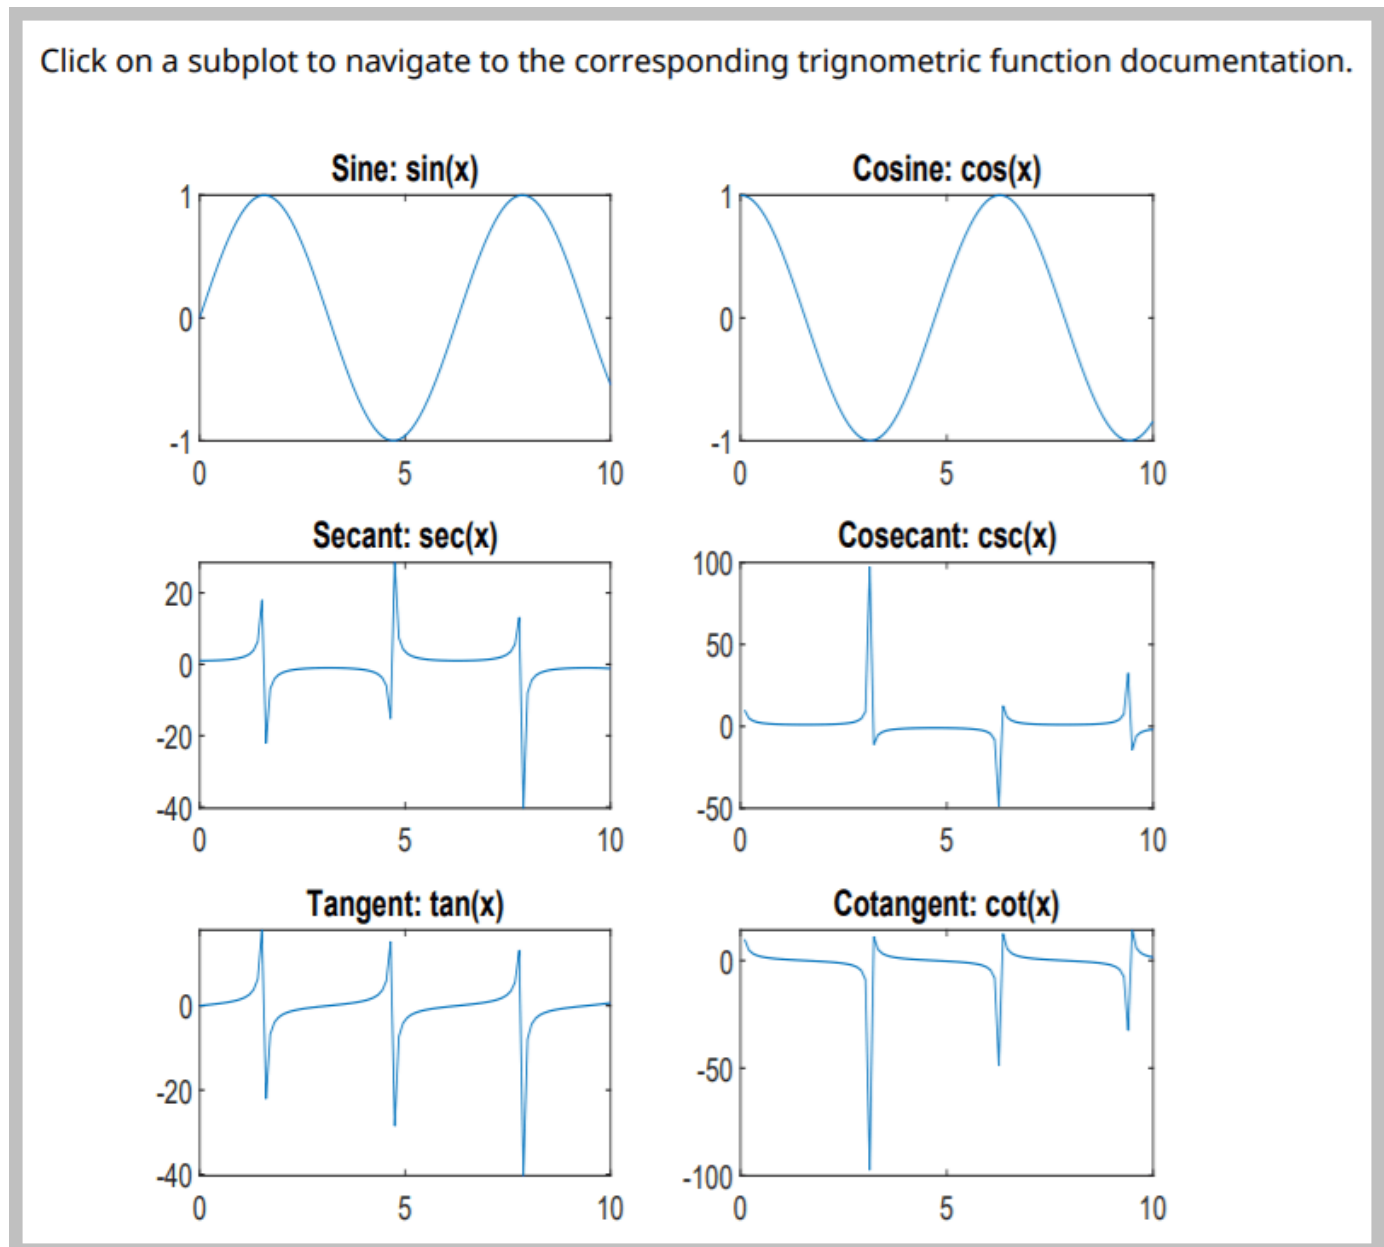 Click on a subplot to navigate to the corresponding trignometric function documentation.
Sine: sin(x)
1
0
-1
0 5 10
Cosine: cos(x)
1
0
-1
0 5 10
Secant: sec(x)
20
0
-20
-40
0 5 10
Cosecant: csc(x)
100
50
0
-50
0 5 10
Tangent: tan(x)
0
-20
-40
0 5 10
Cotangent: cot(x)
0
-50
-100
0 5 10